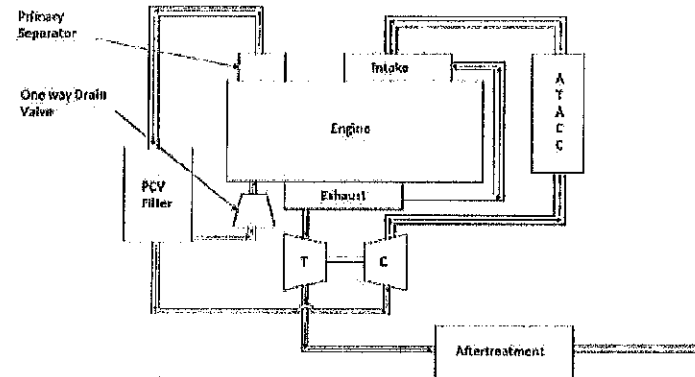 Primary
Separator
One way Drain
Valve
PCV
Filter
Intake
Engine
Exhaust
T
C
A
T
A
C
C
Aftertreatment